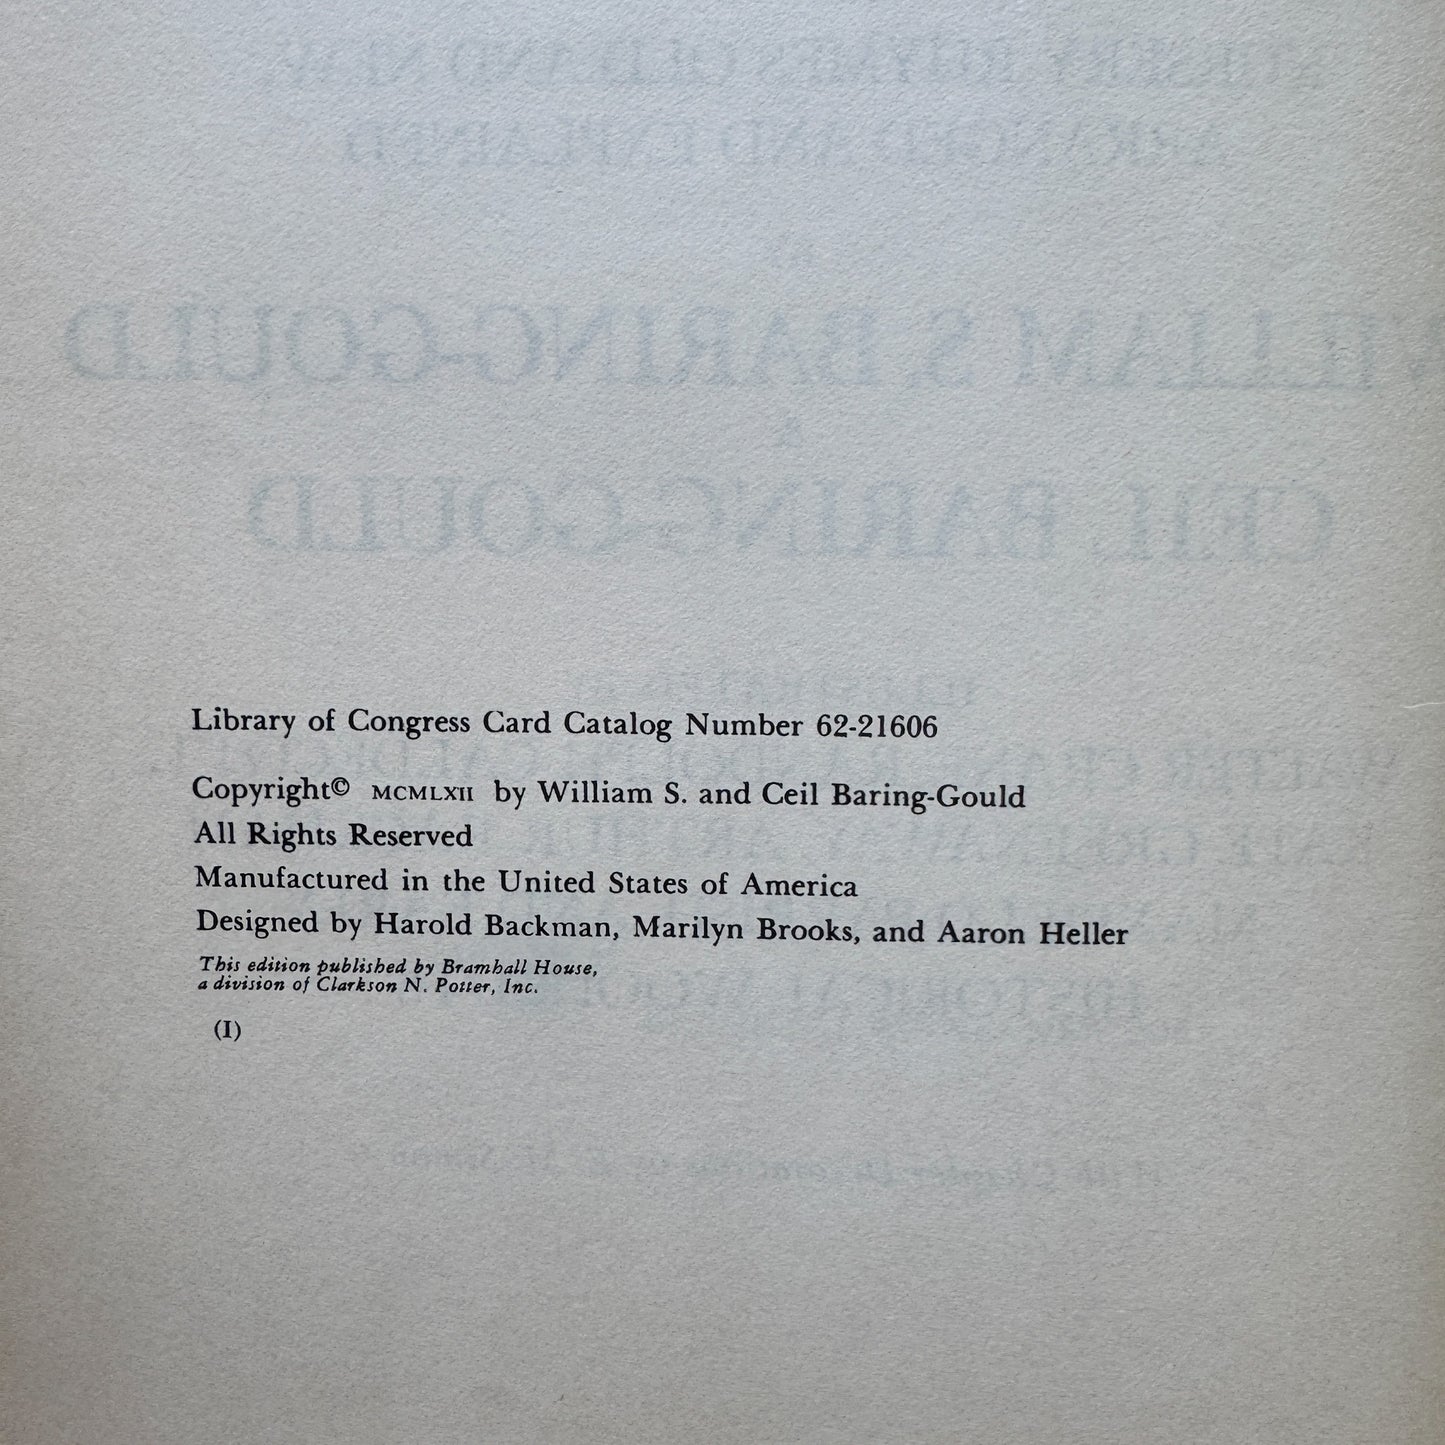 Library of Congress Card Catalog Number 62-21606
Copyright© MCMLXII by William S. and Ceil Baring-Gould
All Rights Reserved
Manufactured in the United States of America
Designed by Harold Backman, Marilyn Brooks, and Aaron Heller
This edition published by Bramhall House,
a division of Clarkson N. Potter, Inc.
(I)